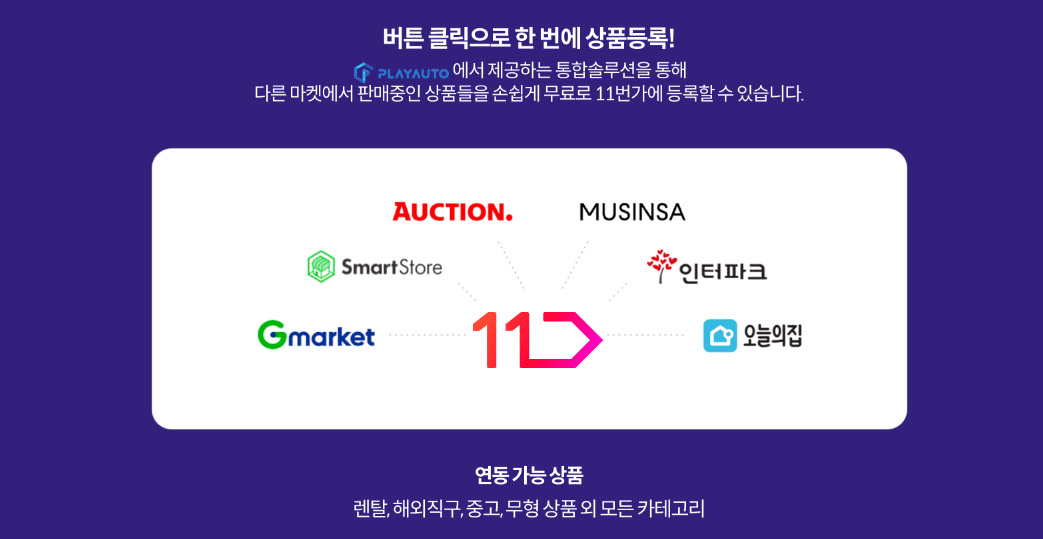 버튼 클릭으로 한 번에 상품등록!
PLAYAUTO 에서 제공하는 통합솔루션을 통해
다른 마켓에서 판매중인 상품들을 손쉽게 무료로 11번가에 등록할 수 있습니다.
AUCTION. MUSINSA
SmartStore 인터파크
Gmarket 11 오늘의집
연동 가능 상품
렌탈, 해외직구, 중고, 무형 상품 외 모든 카테고리